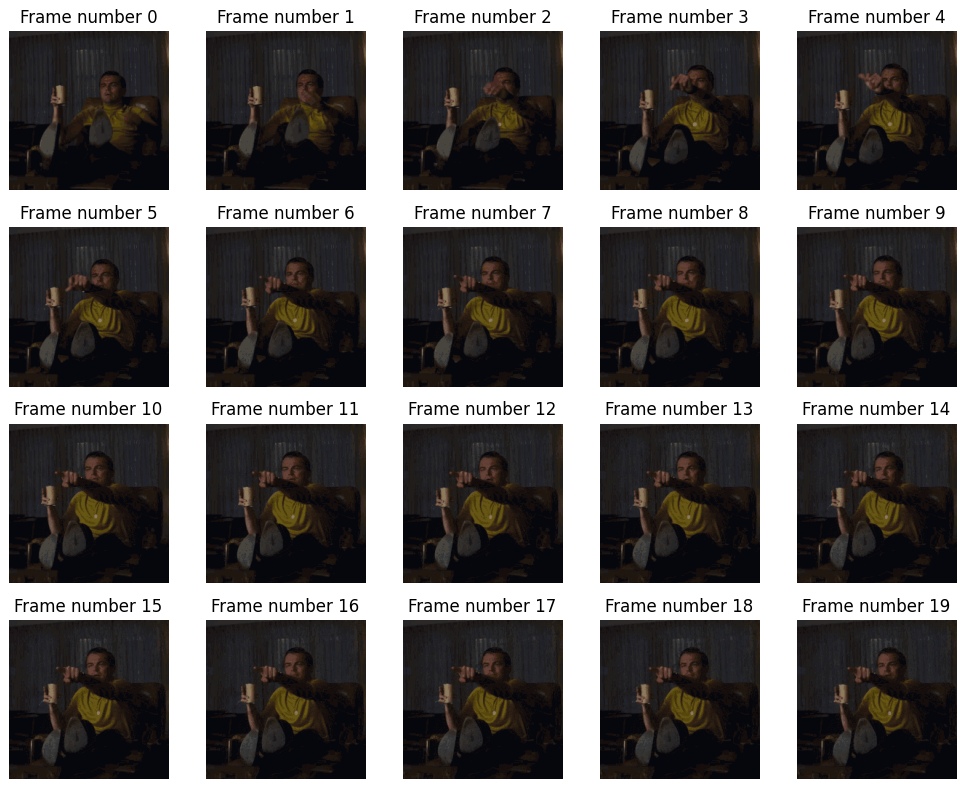 Frame number 0
Frame number 1
Frame number 2
Frame number 3
Frame number 4
Frame number 5
Frame number 6
Frame number 7
Frame number 8
Frame number 9
Frame number 10
Frame number 11
Frame number 12
Frame number 13
Frame number 14
Frame number 15
Frame number 16
Frame number 17
Frame number 18
Frame number 19